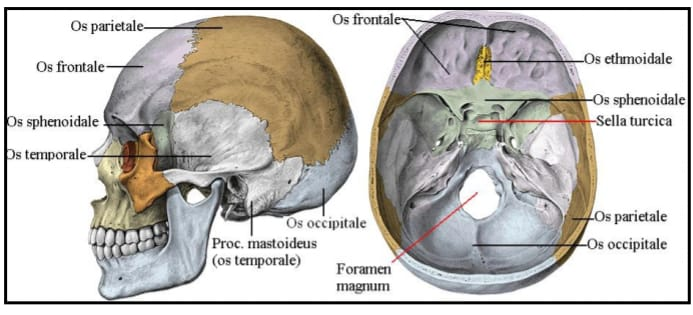 Os parietale
Os frontale
Os sphenoidale
Os temporale
Os occipitale
Proc. mastoideus
(os temporale)
Os frontale
Os ethmoidale
Os sphenoidale
Sella turcica
Os parietale
Os occipitale
Foramen
magnum